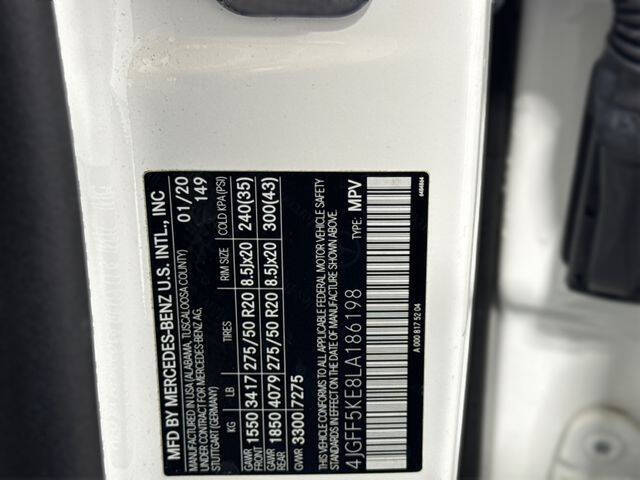 MFD BY MERCEDES-BENZ U.S. INTL., INC
MANUFACTURED IN USA (ALABAMA, TUSCALOOSA COUNTY) 01/20
UNDER CONTRACT FOR MERCEDES-BENZ AG, 149
STUTTGART (GERMANY)
KG LB TIRES RIM SIZE COLD KPA (PSI)
GAWR FRONT 1550 3417 275/50 R20 8.5Jx20 240(35)
GAWR REAR 1850 4079 275/50 R20 8.5Jx20 300(43)
GVWR 3300 7275
THIS VEHICLE CONFORMS TO ALL APPLICABLE FEDERAL MOTOR VEHICLE SAFETY
AND THEFT PREVENTION STANDARDS IN EFFECT ON THE DATE OF MANUFACTURE SHOWN ABOVE.
4JGFF5KE8LA186198 TYPE: MPV
A 000 817 52 04